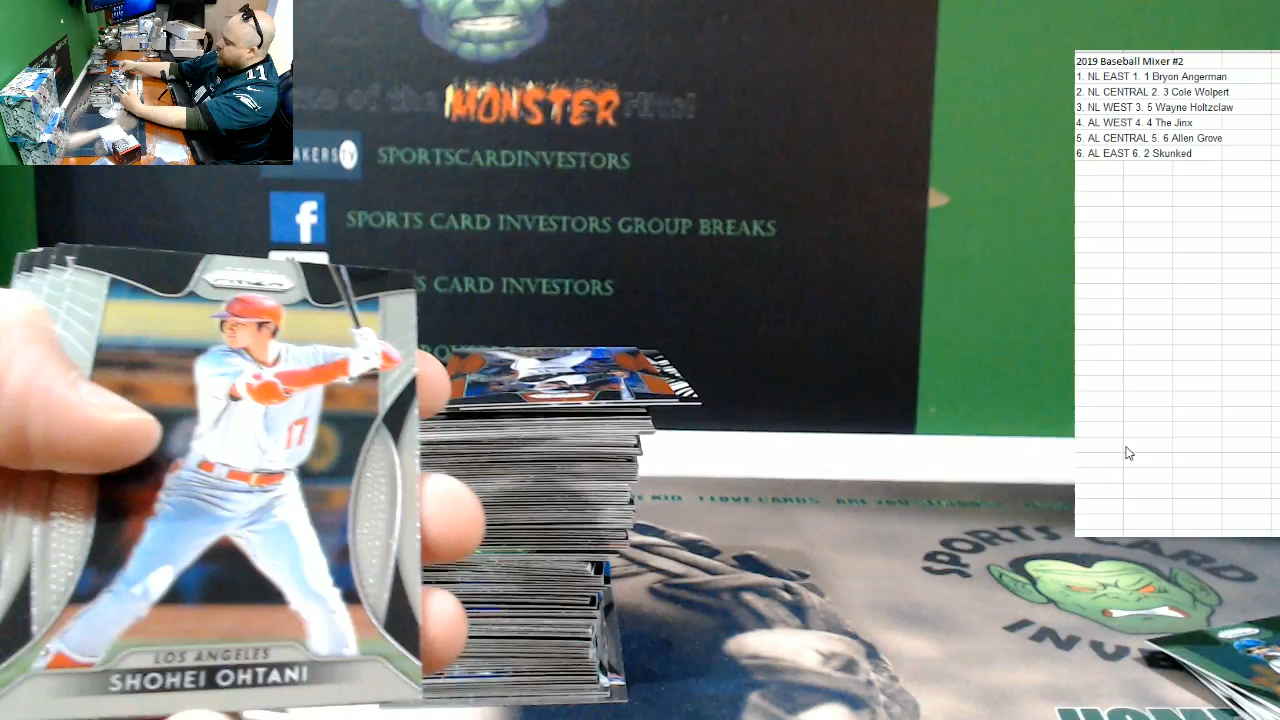 11
MONSTER
AKERSTV
SPORTSCARDINVESTORS
f
SPORTS CARD INVESTORS GROUP BREAKS
S CARD INVESTORS
17
LOS ANGELES
SHOHEI OHTANI
2019 Baseball Mixer #2
1. NL EAST 1. 1 Bryon Angerman
2. NL CENTRAL 2. 3 Cole Wolpert
3. NL WEST 3. 5 Wayne Holtzclaw
4. AL WEST 4. 4 The Jinx
5. AL CENTRAL 5. 6 Allen Grove
6. AL EAST 6. 2 Skunked
SPORTS CARD
INV